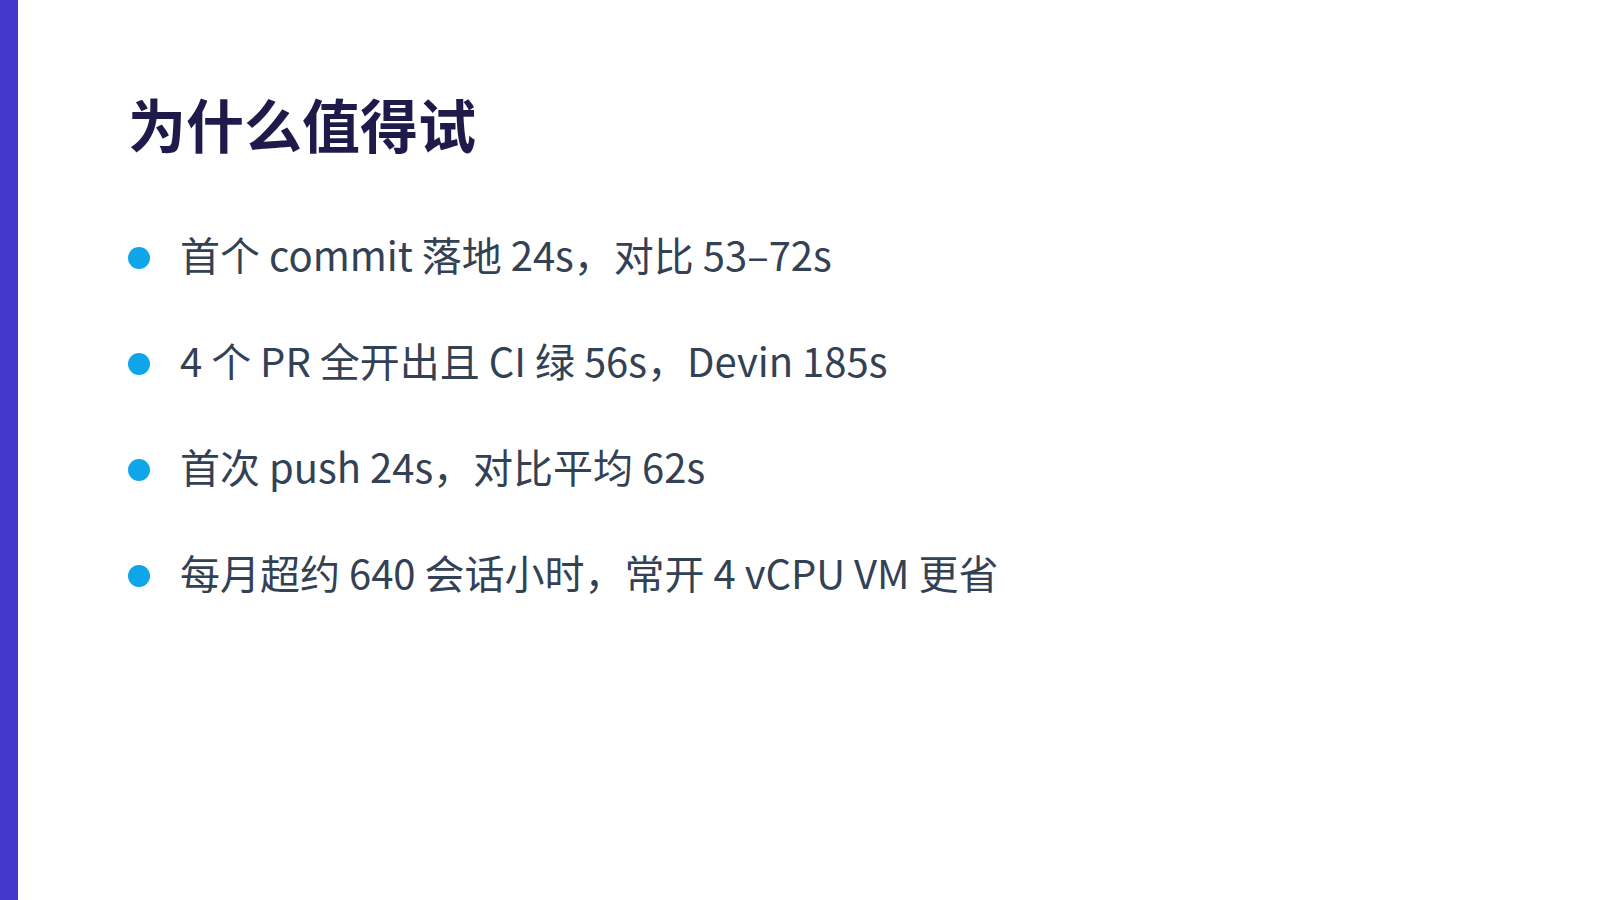 为什么值得试
首个 commit 落地 24s，对比 53–72s
4 个 PR 全开出且 CI 绿 56s，Devin 185s
首次 push 24s，对比平均 62s
每月超约 640 会话小时，常开 4 vCPU VM 更省